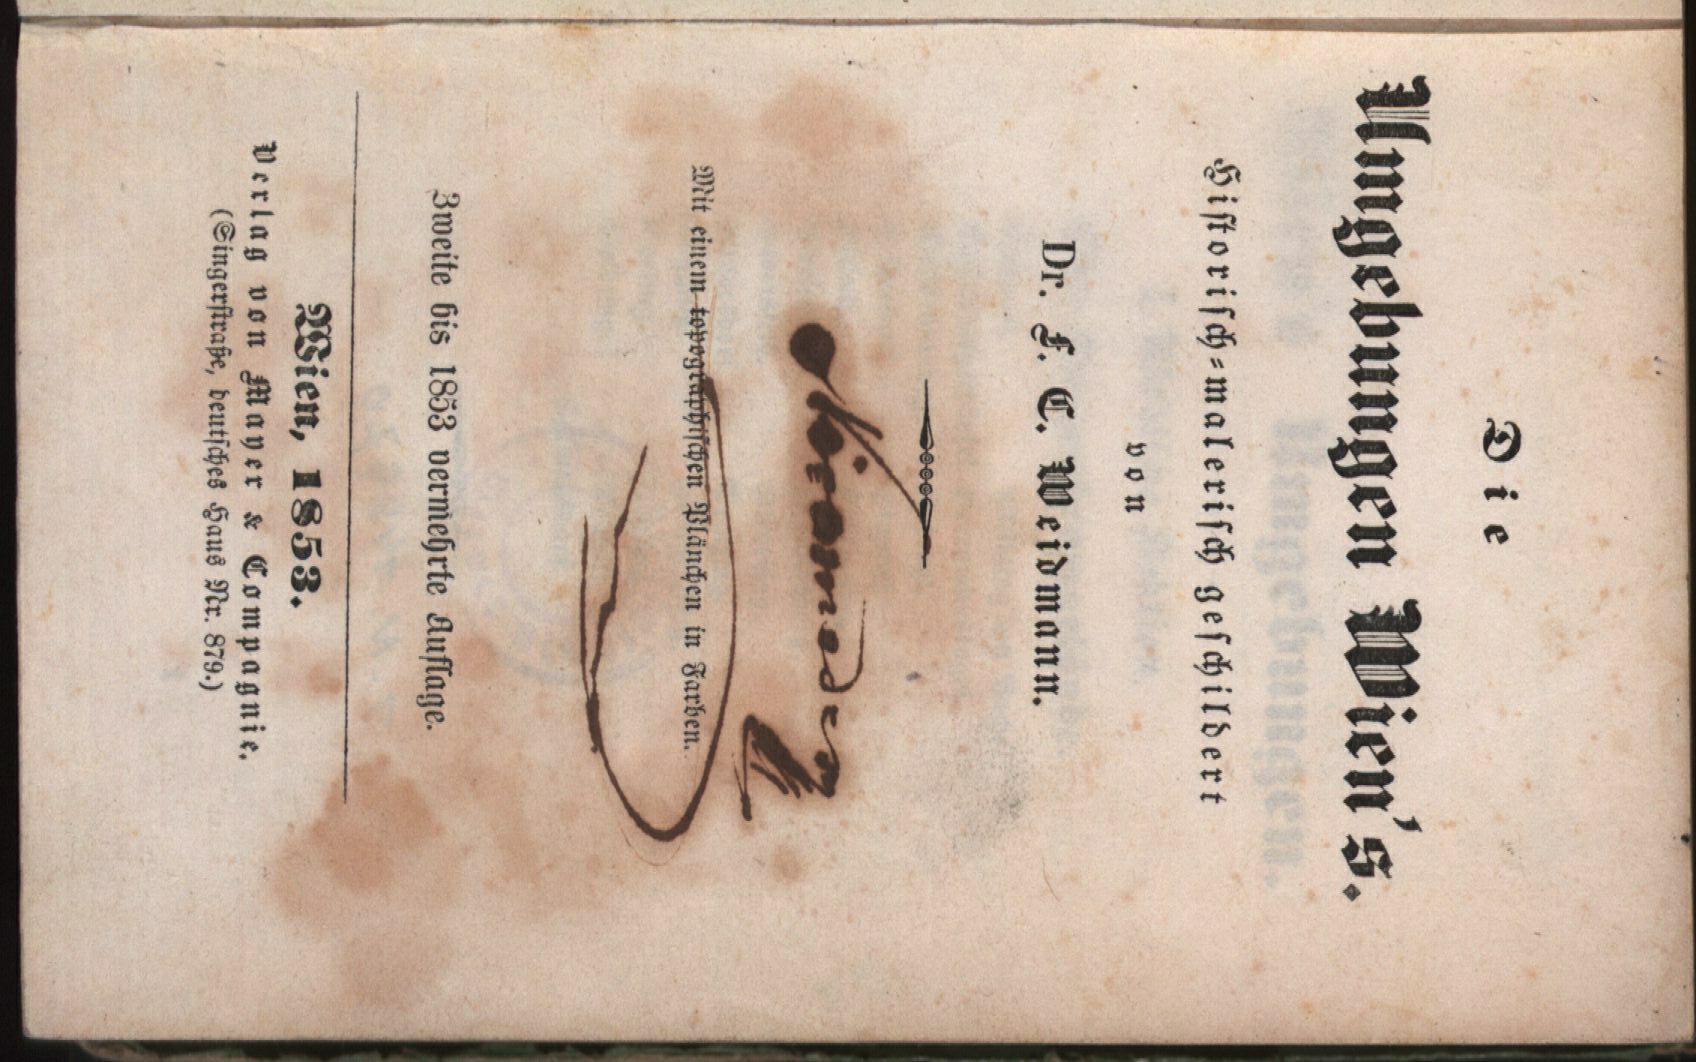 Die
Umgebungen Wien's.
Historisch-malerisch geschildert
von
Dr. F. C. Weidmann.
Mit einem topographischen Plänchen in Farben.
Zweite bis 1853 vermehrte Auflage.
Wien, 1853.
Verlag von Mayer & Compagnie.
(Singerstraße, deutsches Haus Nr. 879.)